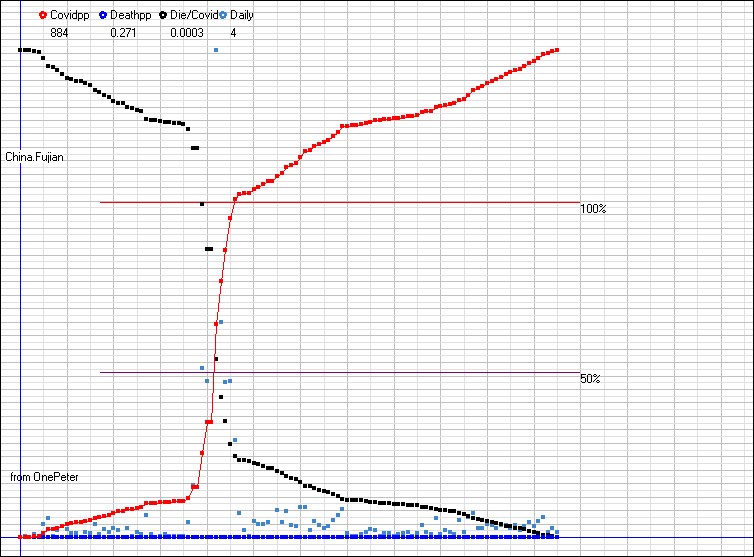 Covidpp Deathpp Die/Covid Daily
884 0.271 0.0003 4
China.Fujian
100%
50%
from OnePeter